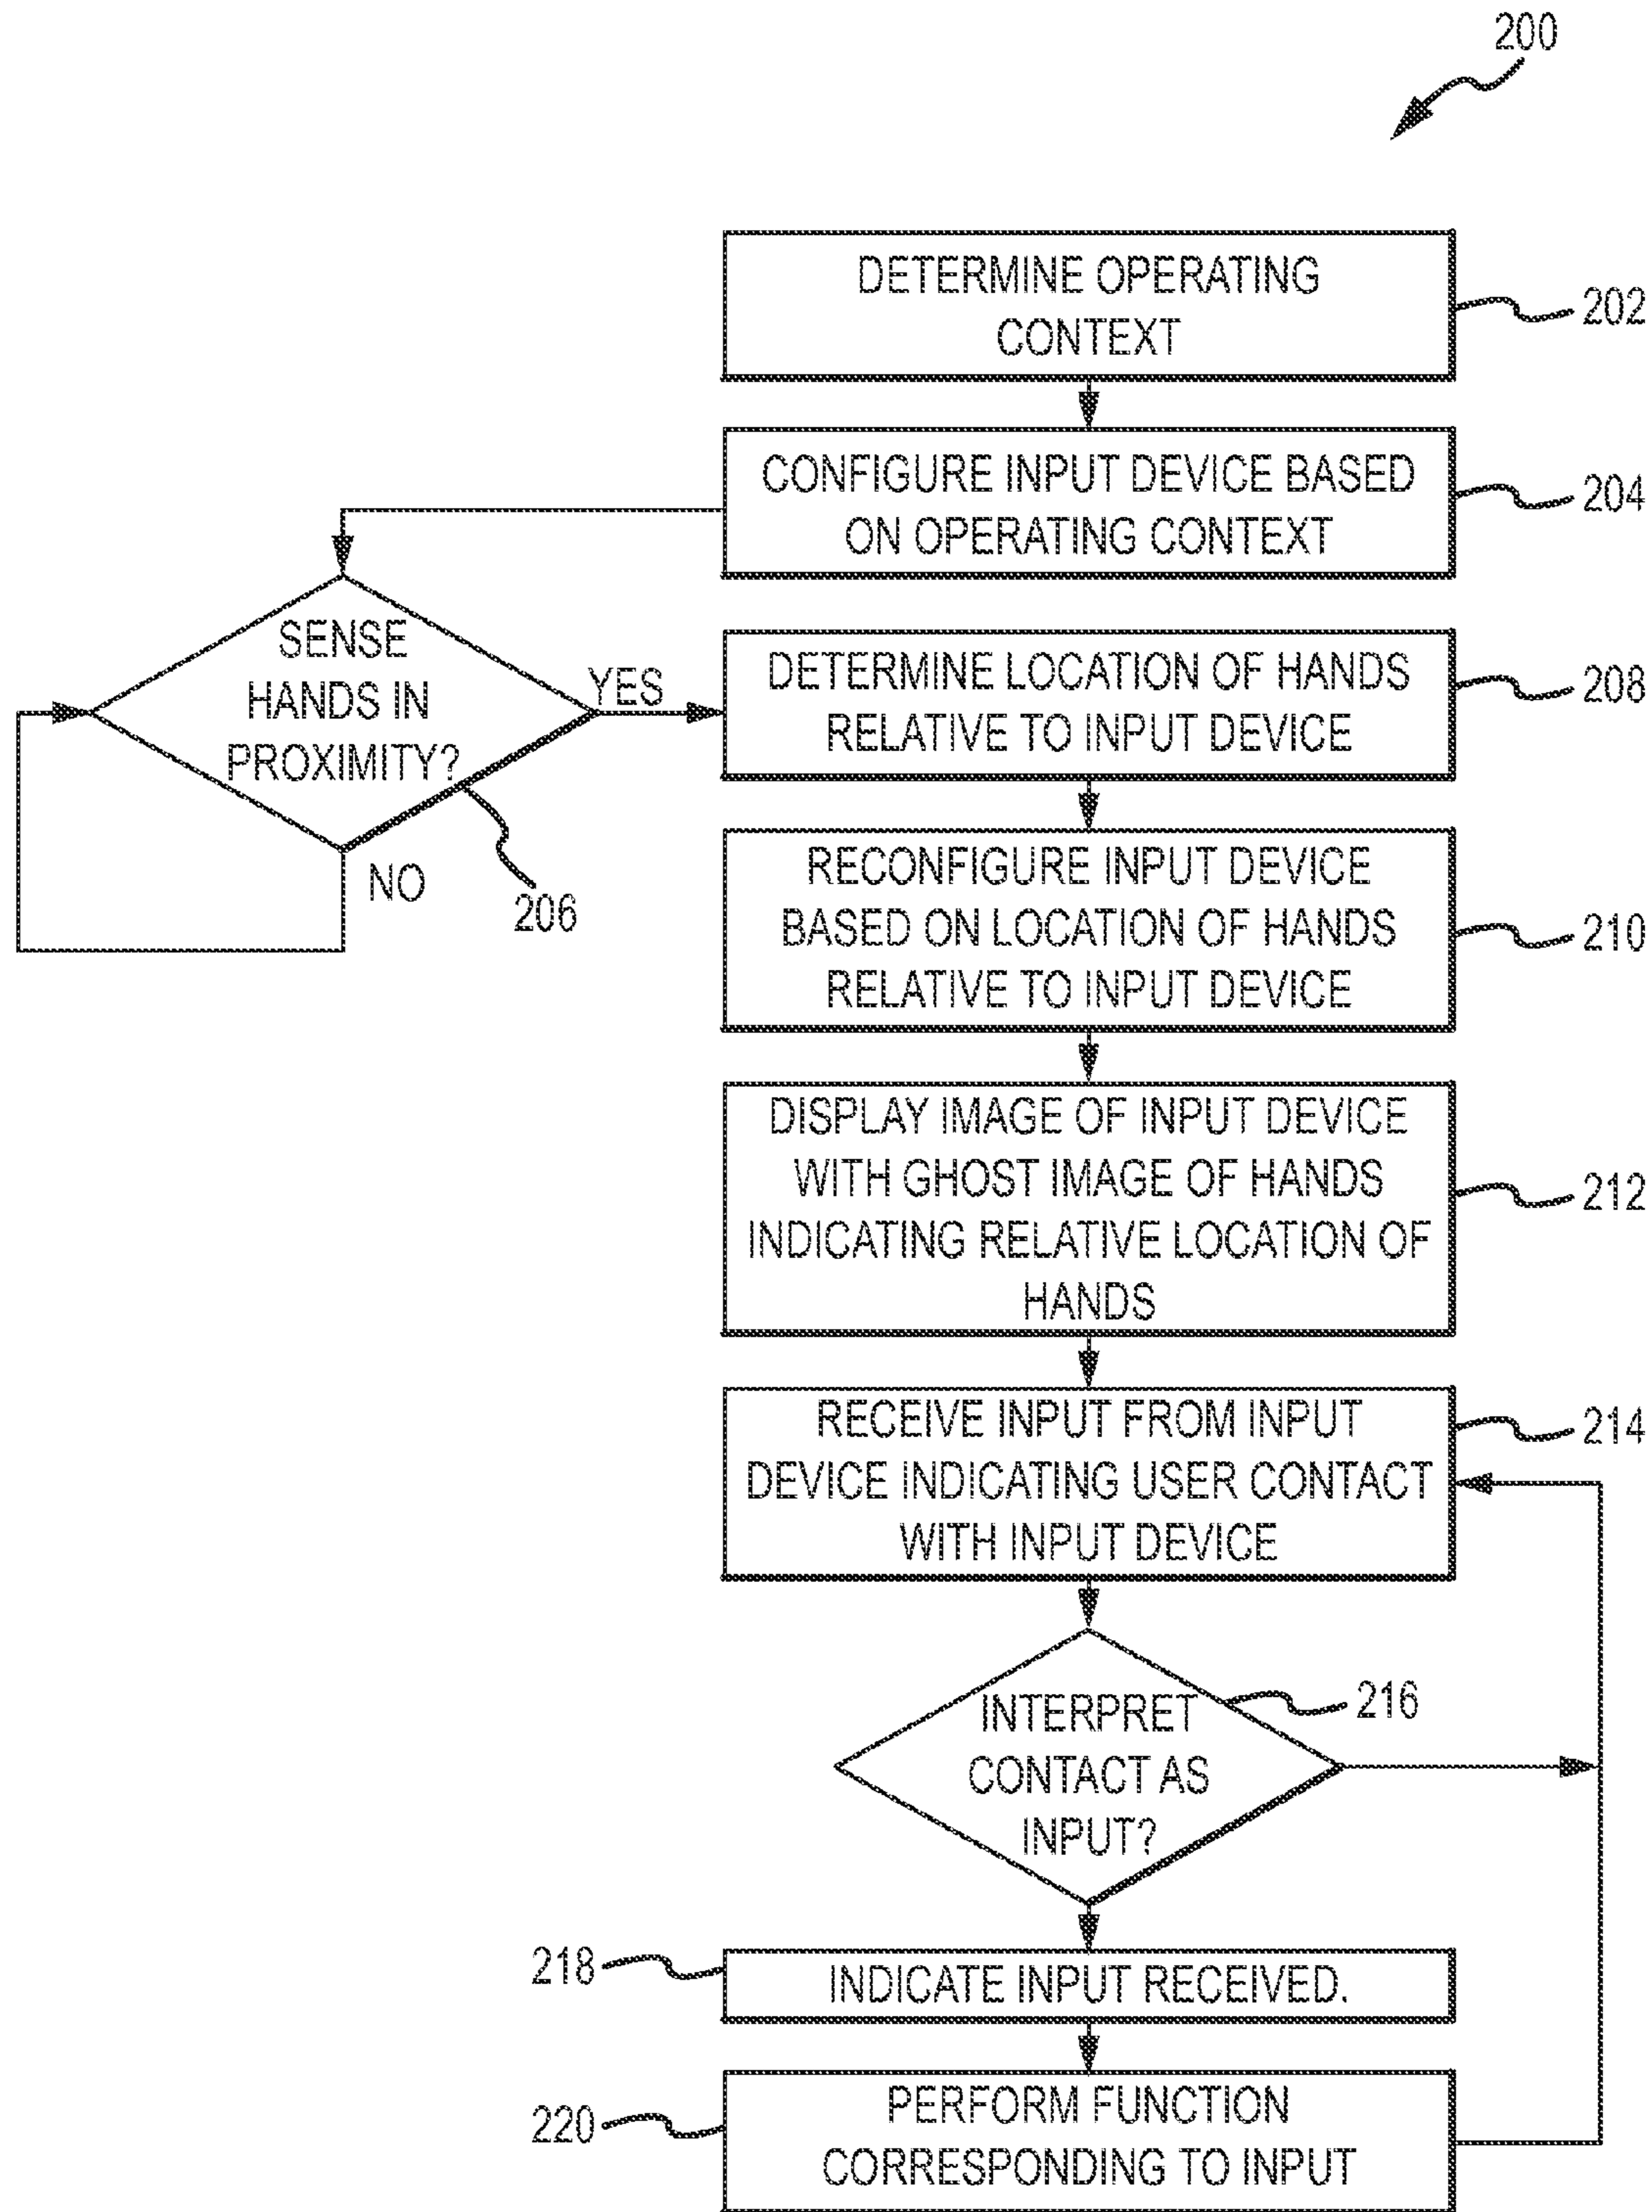 200
DETERMINE OPERATING
CONTEXT
202
CONFIGURE INPUT DEVICE BASED
ON OPERATING CONTEXT
204
SENSE
HANDS IN
PROXIMITY?
YES
NO
206
DETERMINE LOCATION OF HANDS
RELATIVE TO INPUT DEVICE
208
RECONFIGURE INPUT DEVICE
BASED ON LOCATION OF HANDS
RELATIVE TO INPUT DEVICE
210
DISPLAY IMAGE OF INPUT DEVICE
WITH GHOST IMAGE OF HANDS
INDICATING RELATIVE LOCATION OF
HANDS
212
RECEIVE INPUT FROM INPUT
DEVICE INDICATING USER CONTACT
WITH INPUT DEVICE
214
INTERPRET
CONTACT AS
INPUT?
216
218
INDICATE INPUT RECEIVED.
220
PERFORM FUNCTION
CORRESPONDING TO INPUT